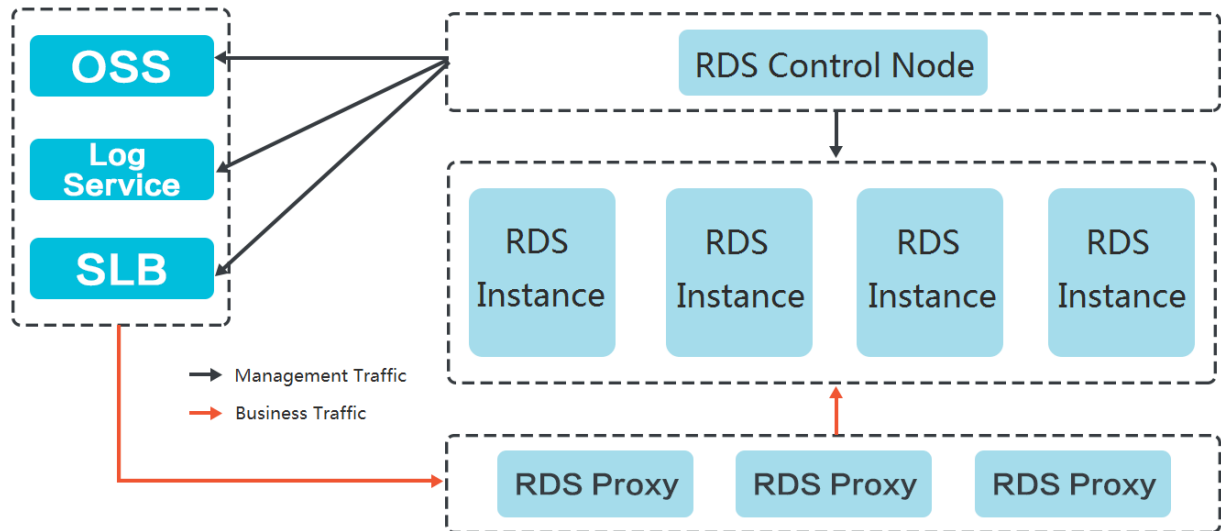 OSS
Log
Service
SLB
RDS Control Node
RDS
Instance
RDS
Instance
RDS
Instance
RDS
Instance
Management Traffic
Business Traffic
RDS Proxy
RDS Proxy
RDS Proxy